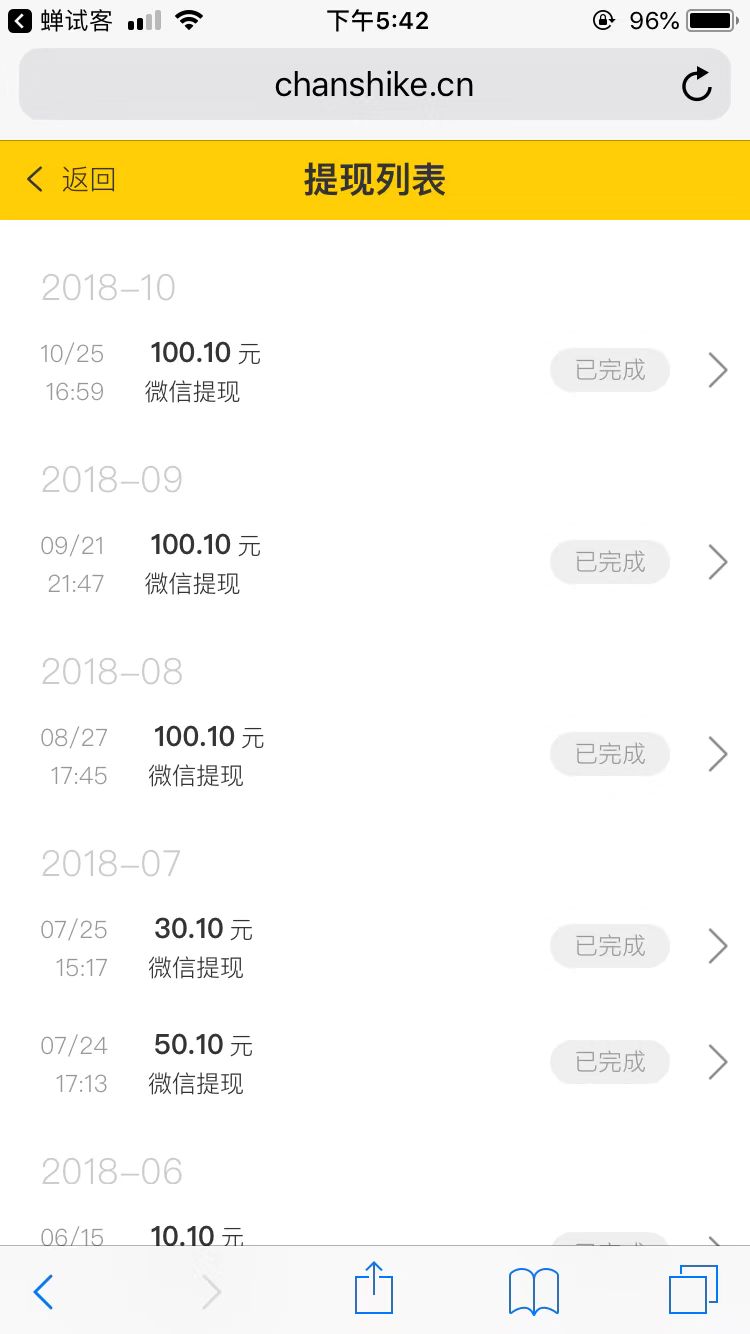 蝉试客 下午5:42 96%
chanshike.cn
返回 提现列表
2018-10
10/25 100.10 元 已完成
16:59 微信提现
2018-09
09/21 100.10 元 已完成
21:47 微信提现
2018-08
08/27 100.10 元 已完成
17:45 微信提现
2018-07
07/25 30.10 元 已完成
15:17 微信提现
07/24 50.10 元 已完成
17:13 微信提现
2018-06
06/15 10.10 元